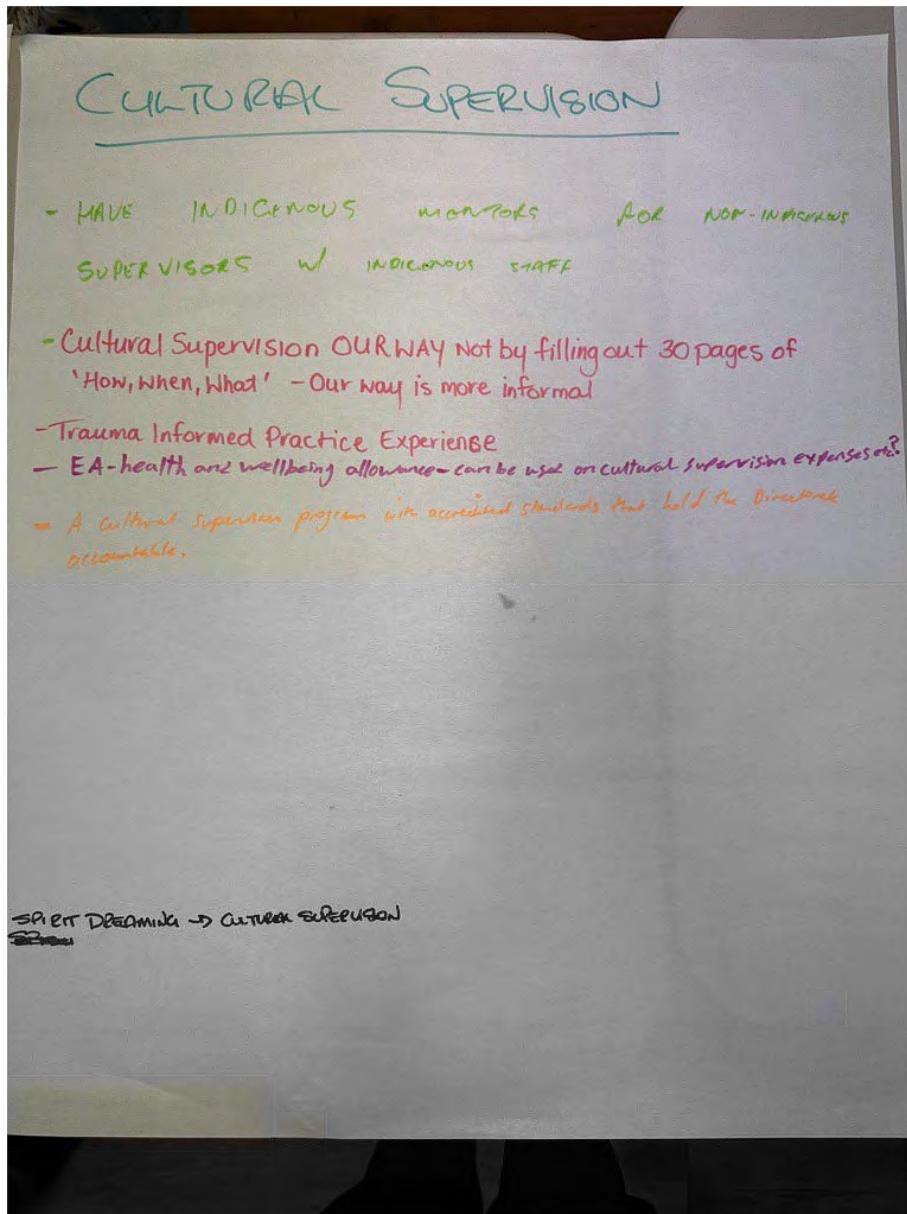 CULTURAL SUPERVISION
- HAVE INDIGENOUS MENTORS FOR NON-INDIGENOUS
SUPERVISORS w/ INDIGENOUS STAFF
- Cultural Supervision OUR WAY Not by filling out 30 pages of
'How, When, What' - Our way is more informal
- Trauma Informed Practice Experiense
- EA-health and wellbeing allowance - can be used on cultural supervision expenses etc?
- A cultural supervision program with accredited standards that hold the Directorate
accountable.
SPIRIT DREAMING → CULTURAL SUPERVISION